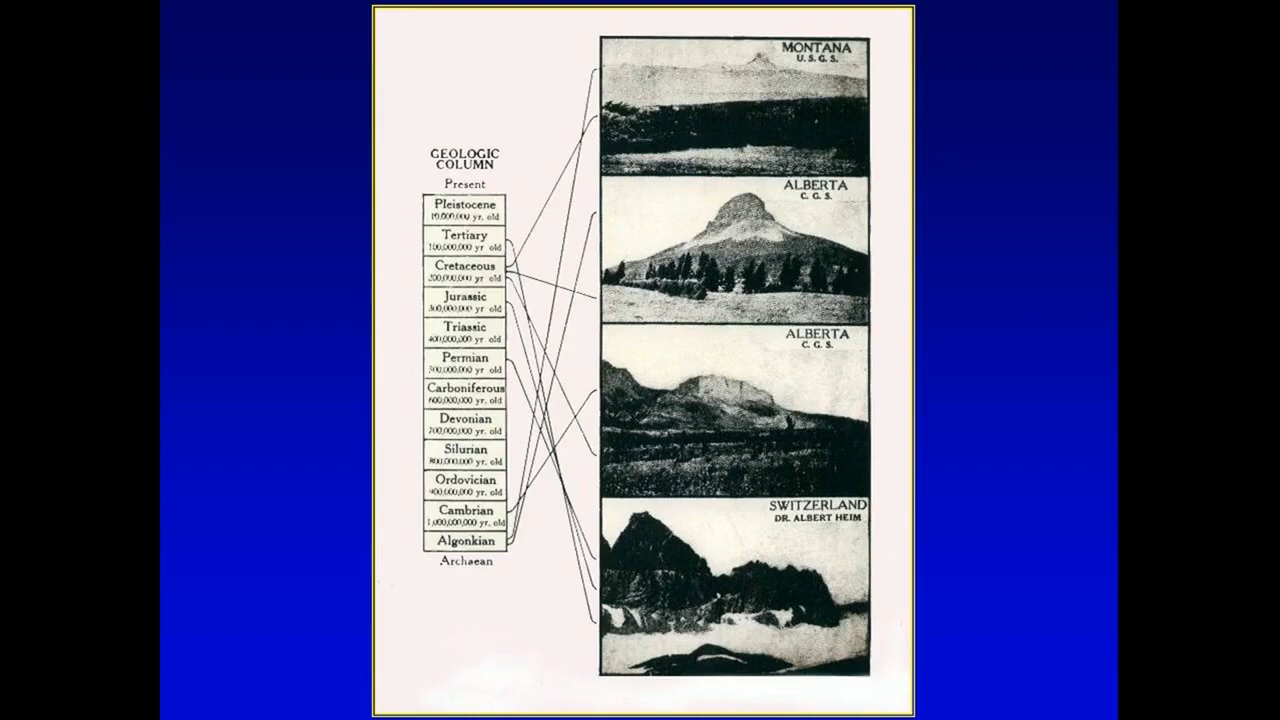 GEOLOGIC
COLUMN
Present
Pleistocene
10,000,000 yr. old
Tertiary
100,000,000 yr old
Cretaceous
200,000,000 yr old
Jurassic
300,000,000 yr old
Triassic
400,000,000 yr. old
Permian
500,000,000 yr. old
Carboniferous
600,000,000 yr. old
Devonian
700,000,000 yr. old
Silurian
800,000,000 yr. old
Ordovician
900,000,000 yr. old
Cambrian
1,000,000,000 yr. old
Algonkian
Archaean
MONTANA
U. S. G. S.
ALBERTA
C. G. S.
ALBERTA
C. G. S.
SWITZERLAND
DR. ALBERT HEIM